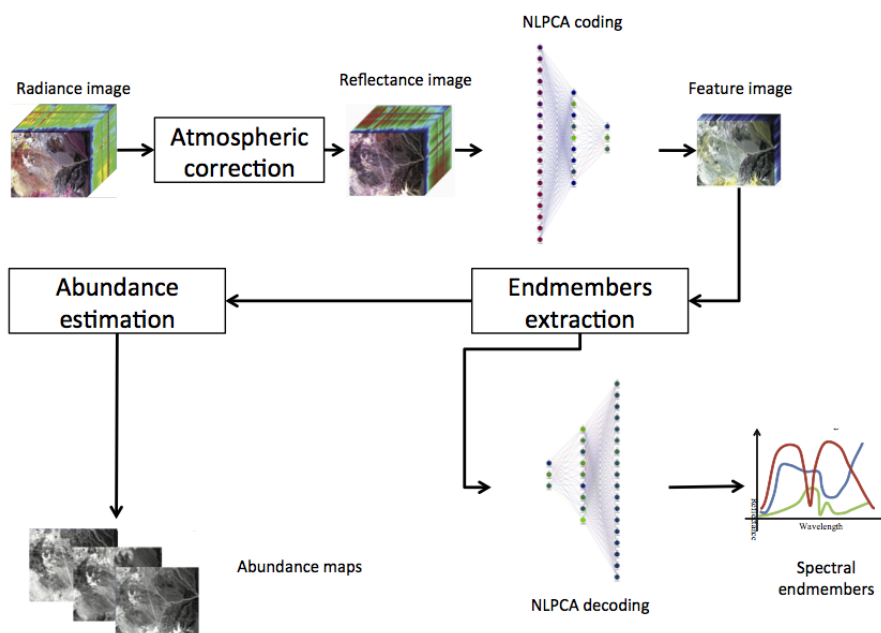 NLPCA coding
Radiance image
Reflectance image
Feature image
Atmospheric
correction
Abundance
estimation
Endmembers
extraction
Reflectance
Wavelength
Abundance maps
NLPCA decoding
Spectral
endmembers